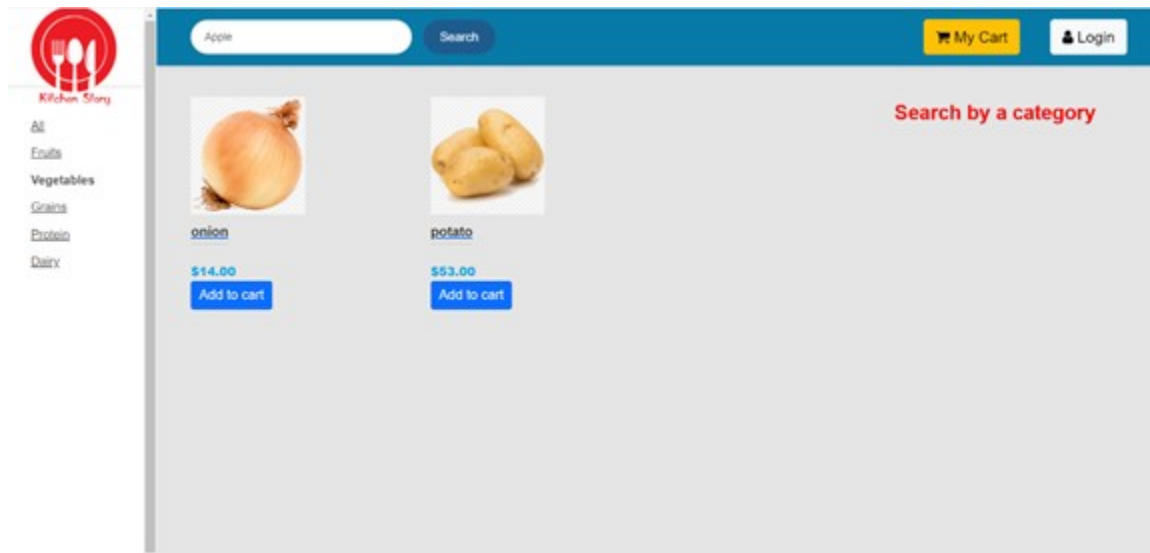 Apple
Search
My Cart
Login
Kitchen Story
All
Fruits
Vegetables
Grains
Protein
Dairy
Search by a category
onion
potato
$14.00
$53.00
Add to cart
Add to cart